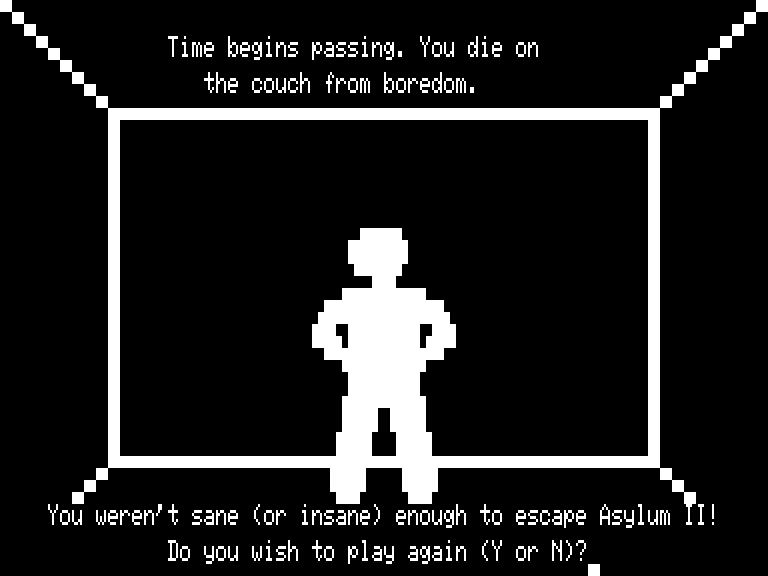 Time begins passing. You die on
the couch from boredom.
You weren't sane (or insane) enough to escape Asylum II!
Do you wish to play again (Y or N)?